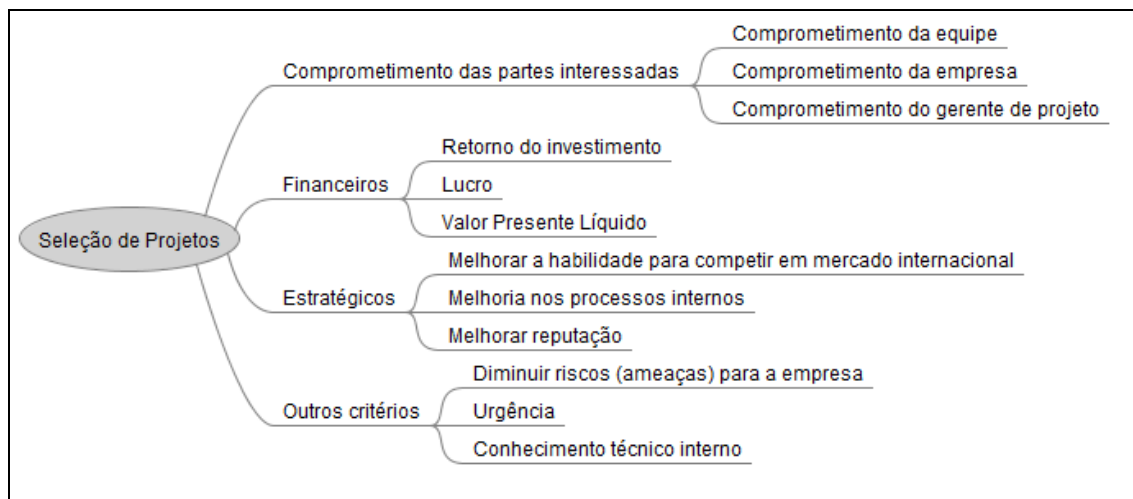 Seleção de Projetos
Comprometimento das partes interessadas
Comprometimento da equipe
Comprometimento da empresa
Comprometimento do gerente de projeto
Financeiros
Retorno do investimento
Lucro
Valor Presente Líquido
Estratégicos
Melhorar a habilidade para competir em mercado internacional
Melhoria nos processos internos
Melhorar reputação
Outros critérios
Diminuir riscos (ameaças) para a empresa
Urgência
Conhecimento técnico interno